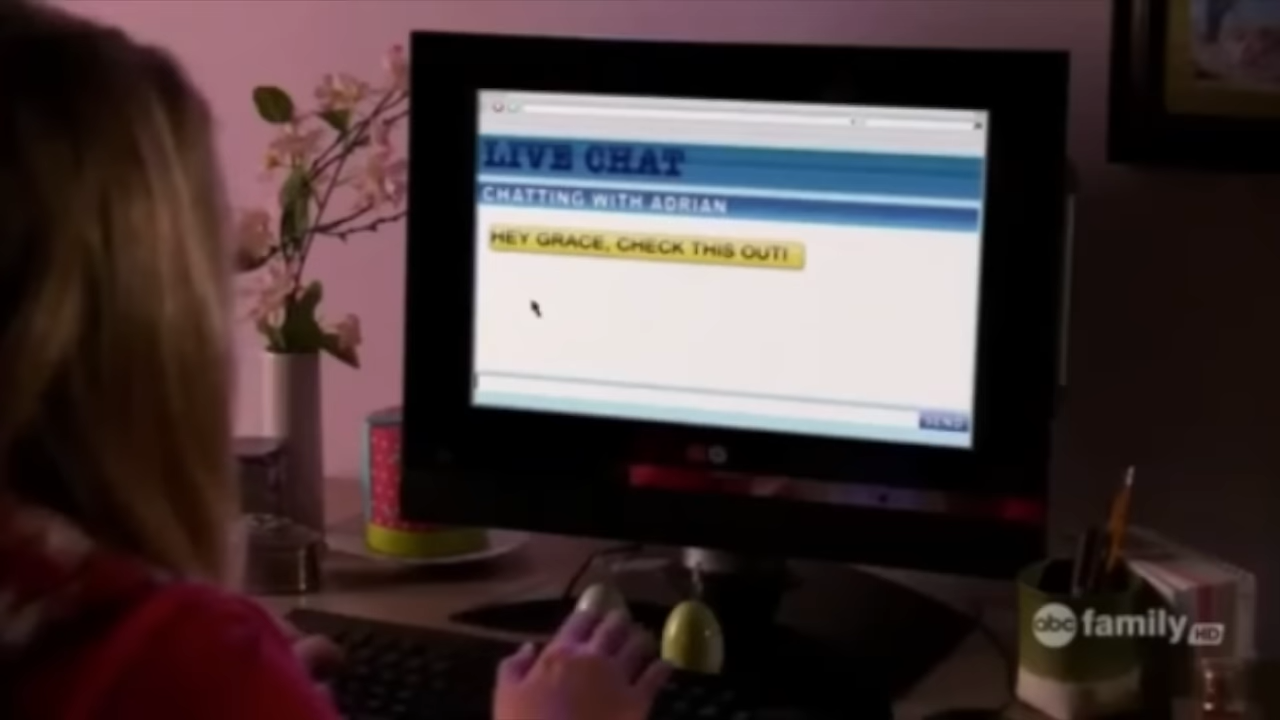 LIVE CHAT
CHATTING WITH ADRIAN
HEY GRACE, CHECK THIS OUT!
SEND
abc family HD